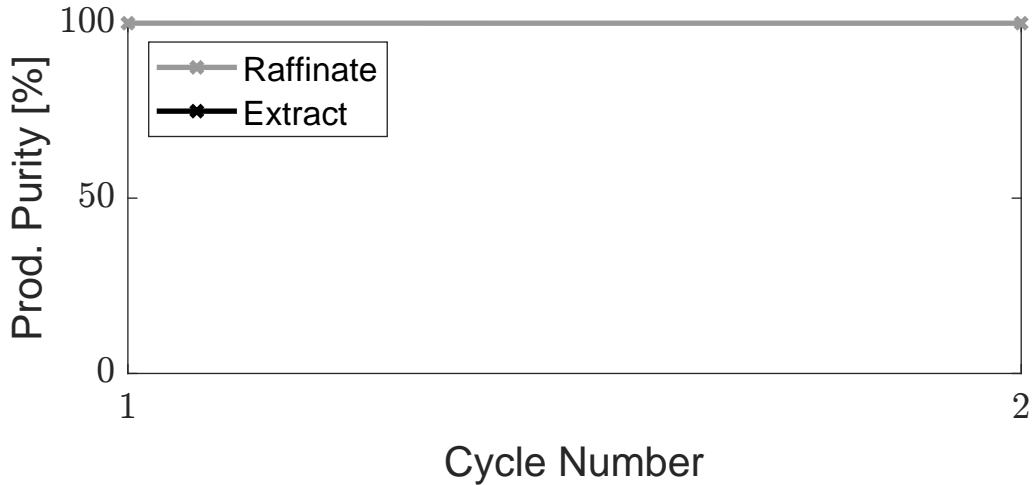 100
Raffinate
Extract
50
0
1
2
Prod. Purity [%]
Cycle Number